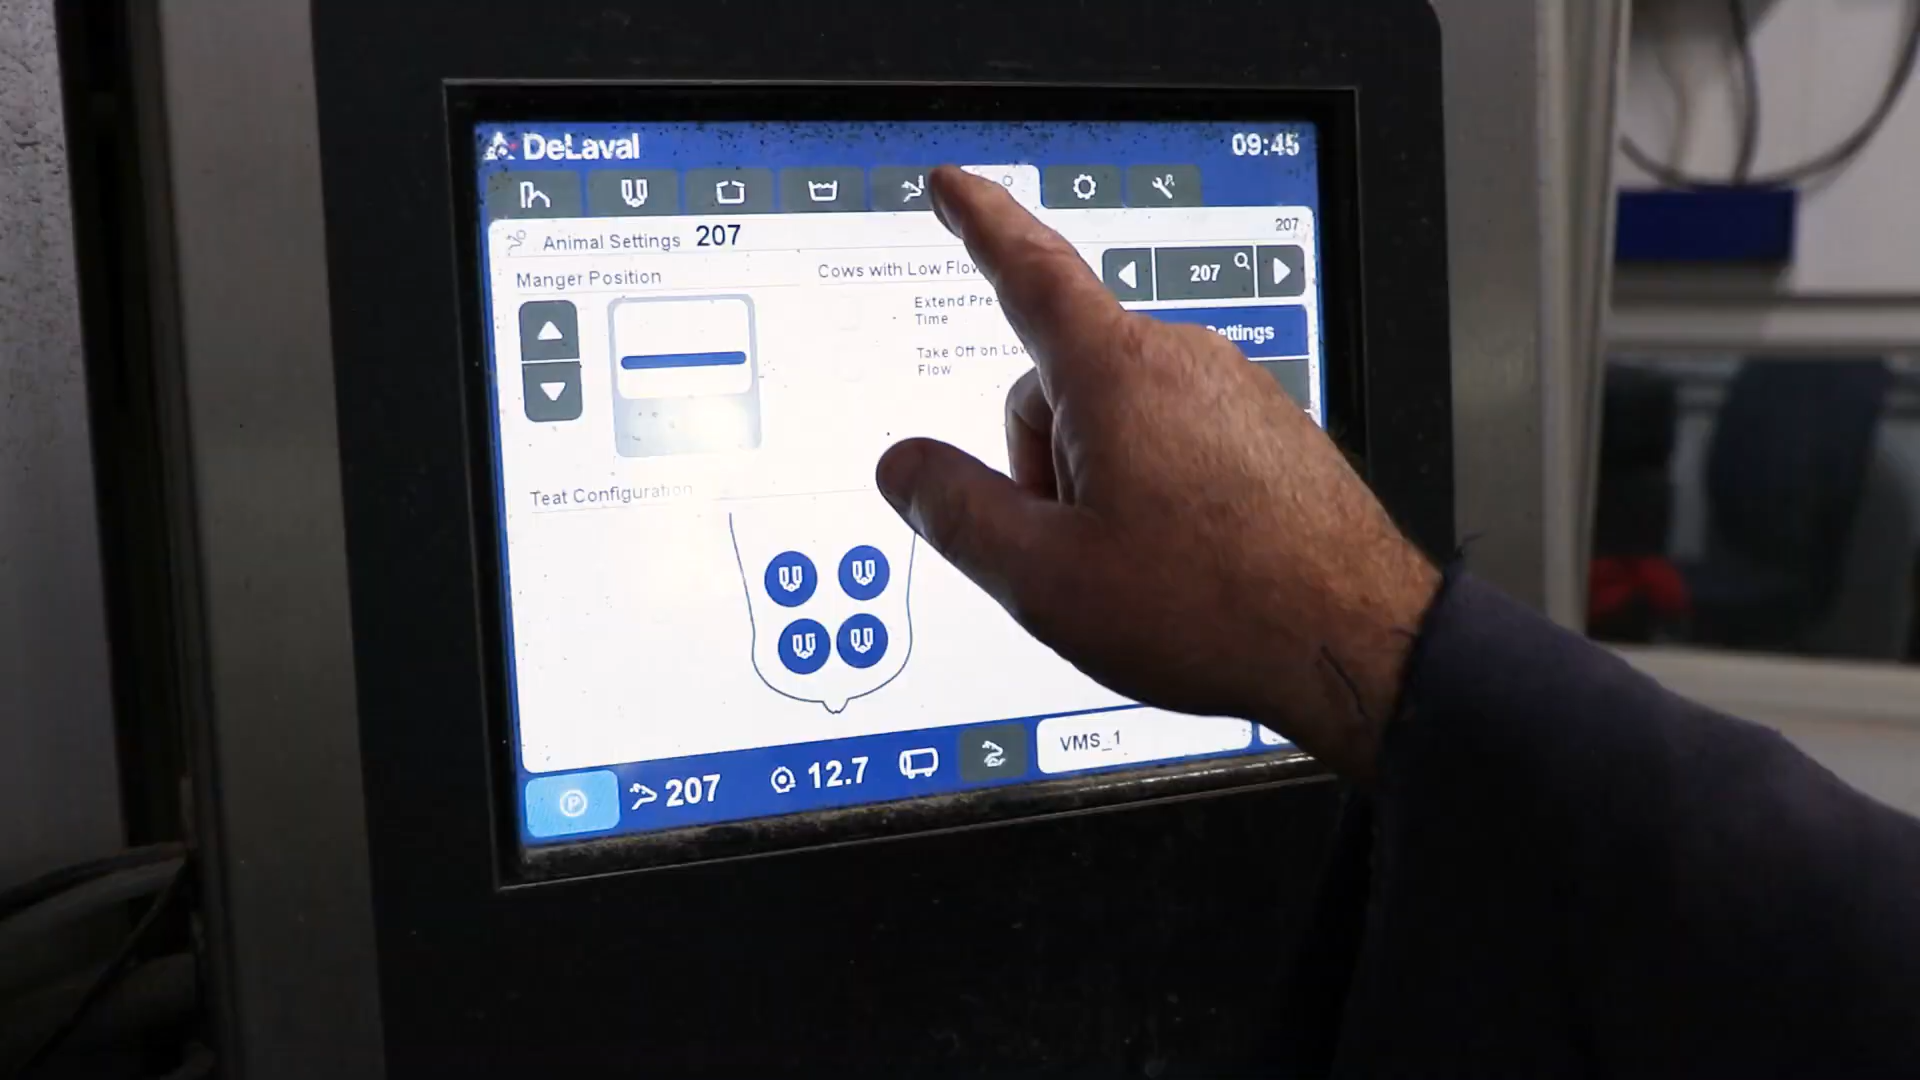 DeLaval
09:45
Animal Settings 207
207
Manger Position
Cows with Low Flow
207
Extend Pre-
Time
Settings
Take Off on Low
Flow
Teat Configuration
VMS_1
P
207
12.7